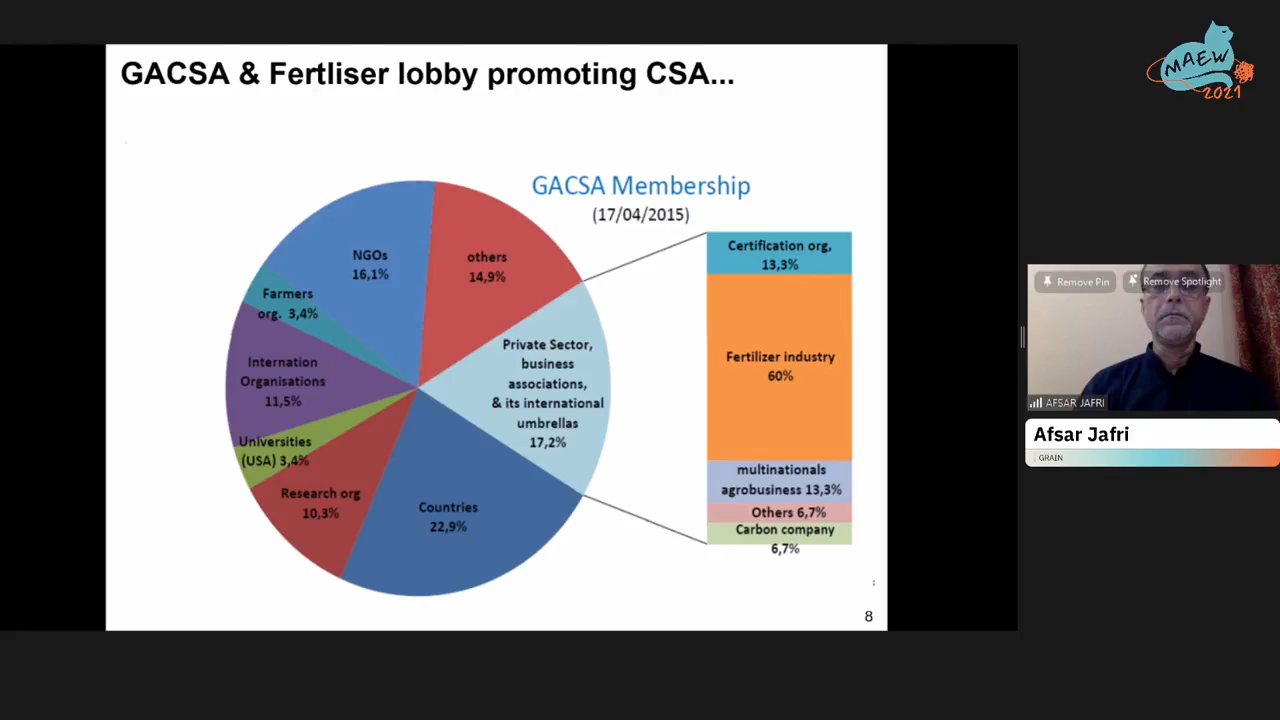 GACSA & Fertliser lobby promoting CSA...
GACSA Membership
(17/04/2015)
NGOs
16,1%
others
14,9%
Farmers
org. 3,4%
Internation
Organisations
11,5%
Universities
(USA) 3,4%
Research org
10,3%
Countries
22,9%
Private Sector,
business
associations,
& its international
umbrellas
17,2%
Certification org,
13,3%
Fertilizer industry
60%
multinationals
agrobusiness 13,3%
Others 6,7%
Carbon company
6,7%
8
MAEW
2021
Remove Pin
Remove Spotlight
AFSAR JAFRI
Afsar Jafri
GRAIN